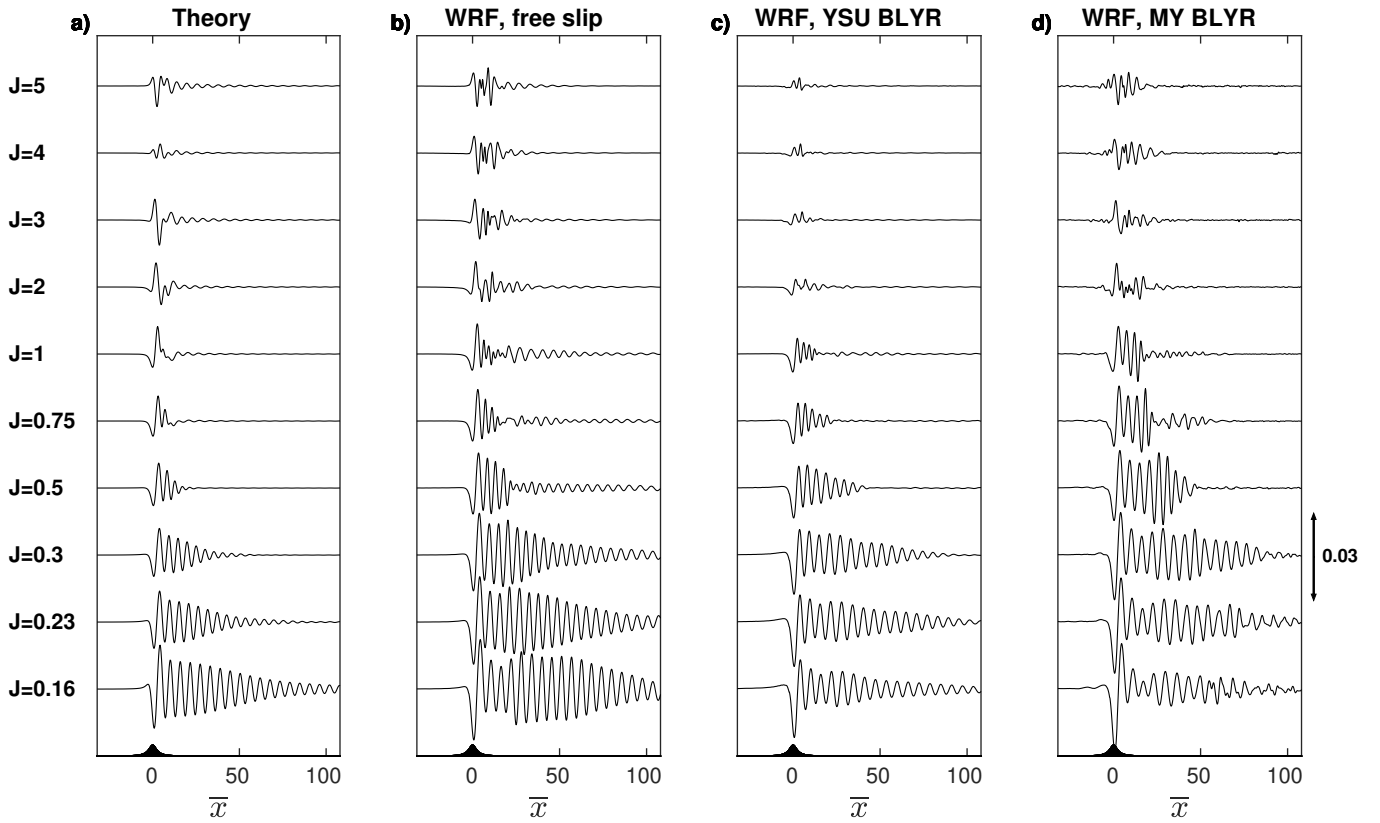 a) Theory
b) WRF, free slip
c) WRF, YSU BLYR
d) WRF, MY BLYR
J=5
J=4
J=3
J=2
J=1
J=0.75
J=0.5
J=0.3
J=0.23
J=0.16
0.03
0 50 100
0 50 100
0 50 100
0 50 100
x̅
x̅
x̅
x̅